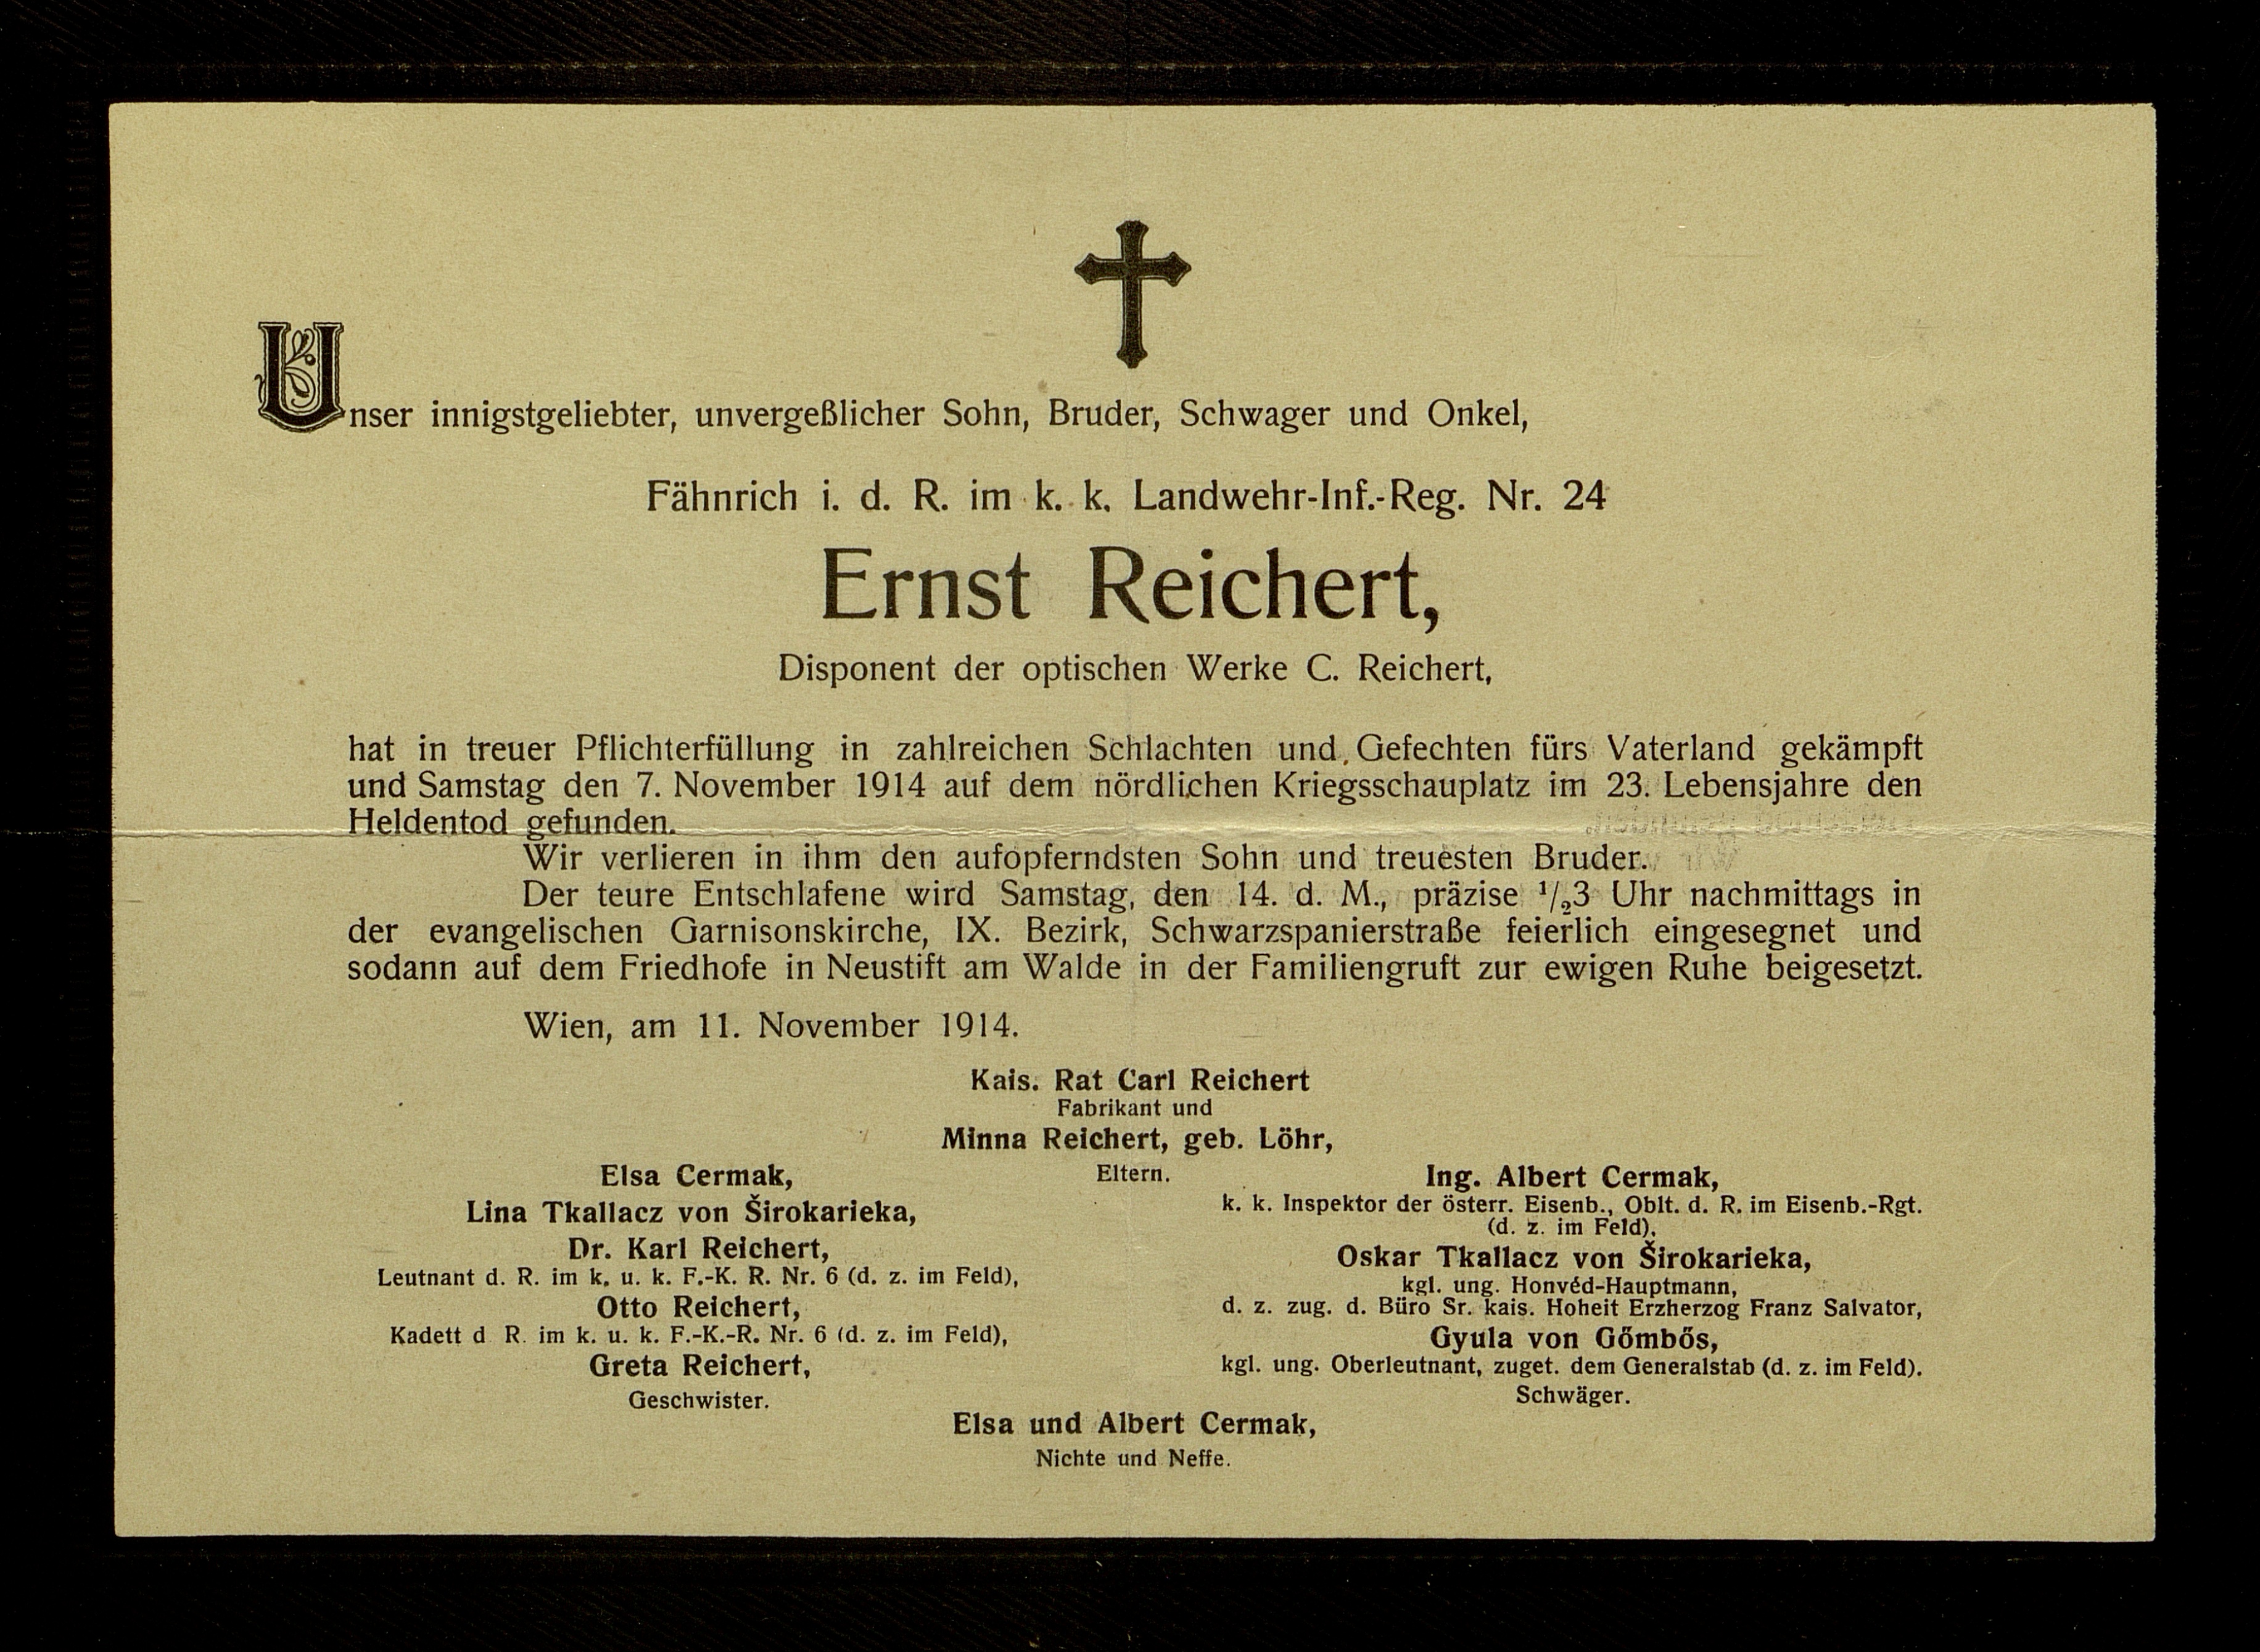 Unser innigstgeliebter, unvergeßlicher Sohn, Bruder, Schwager und Onkel,
Fähnrich i. d. R. im k. k. Landwehr-Inf.-Reg. Nr. 24
Ernst Reichert,
Disponent der optischen Werke C. Reichert,
hat in treuer Pflichterfüllung in zahlreichen Schlachten und Gefechten fürs Vaterland gekämpft
und Samstag den 7. November 1914 auf dem nördlichen Kriegsschauplatz im 23. Lebensjahre den
Heldentod gefunden.
Wir verlieren in ihm den aufopferndsten Sohn und treuesten Bruder.
Der teure Entschlafene wird Samstag, den 14. d. M., präzise 1/23 Uhr nachmittags in
der evangelischen Garnisonskirche, IX. Bezirk, Schwarzspanierstraße feierlich eingesegnet und
sodann auf dem Friedhofe in Neustift am Walde in der Familiengruft zur ewigen Ruhe beigesetzt.
Wien, am 11. November 1914.
Kais. Rat Carl Reichert
Fabrikant und
Minna Reichert, geb. Löhr,
Eltern.
Elsa Cermak,
Lina Tkallacz von Širokarieka,
Dr. Karl Reichert,
Leutnant d. R. im k. u. k. F.-K. R. Nr. 6 (d. z. im Feld),
Otto Reichert,
Kadett d R. im k. u. k. F.-K.-R. Nr. 6 (d. z. im Feld),
Greta Reichert,
Geschwister.
Ing. Albert Cermak,
k. k. Inspektor der österr. Eisenb., Oblt. d. R. im Eisenb.-Rgt.
(d. z. im Feld),
Oskar Tkallacz von Širokarieka,
kgl. ung. Honvéd-Hauptmann,
d. z. zug. d. Büro Sr. kais. Hoheit Erzherzog Franz Salvator,
Gyula von Gőmbős,
kgl. ung. Oberleutnant, zuget. dem Generalstab (d. z. im Feld).
Schwäger.
Elsa und Albert Cermak,
Nichte und Neffe.